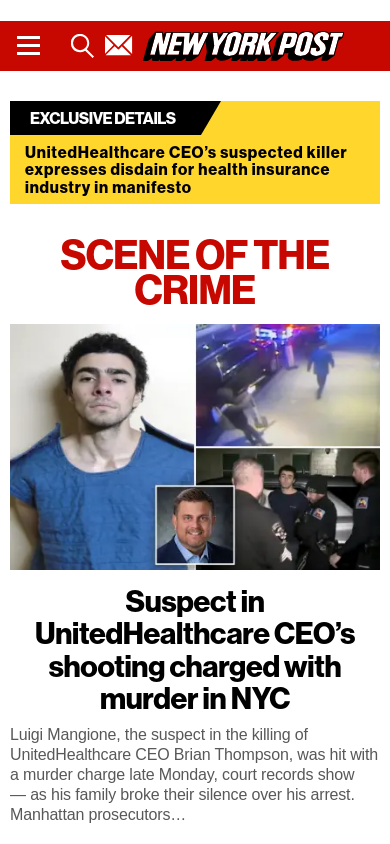 NEW YORK POST
EXCLUSIVE DETAILS
UnitedHealthcare CEO’s suspected killer
expresses disdain for health insurance
industry in manifesto
SCENE OF THE
CRIME
Suspect in
UnitedHealthcare CEO’s
shooting charged with
murder in NYC
Luigi Mangione, the suspect in the killing of
UnitedHealthcare CEO Brian Thompson, was hit with
a murder charge late Monday, court records show
— as his family broke their silence over his arrest.
Manhattan prosecutors…